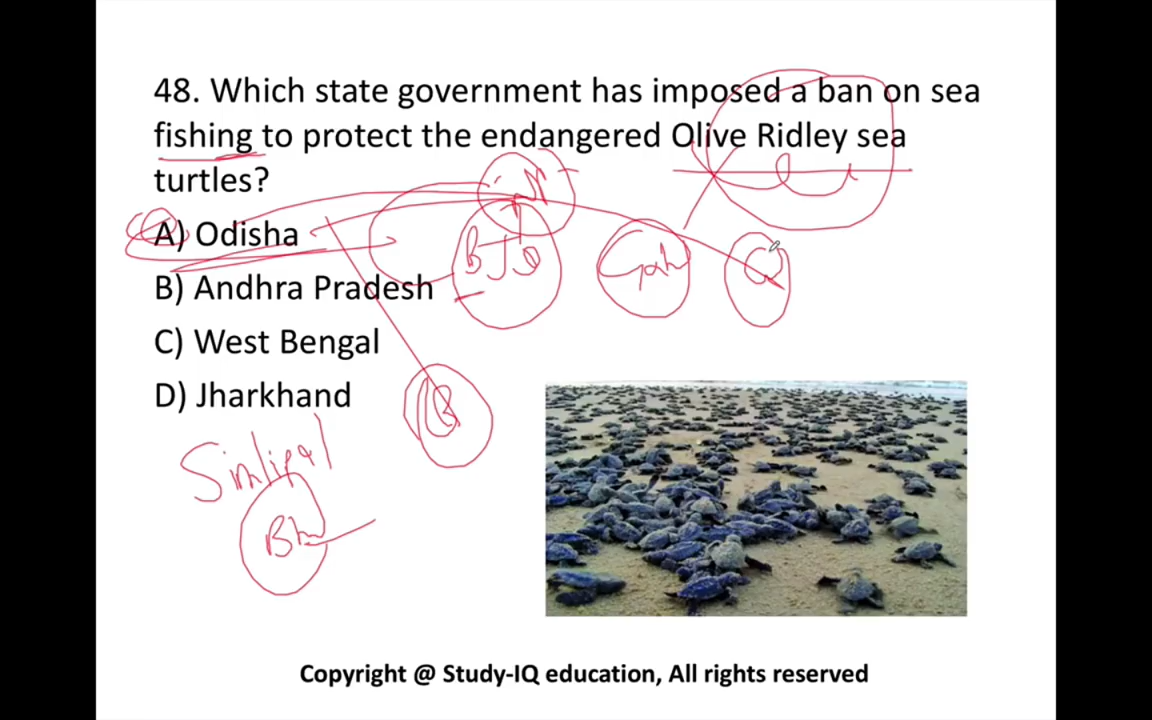 48. Which state government has imposed a ban on sea
fishing to protect the endangered Olive Ridley sea
turtles?
A) Odisha
B) Andhra Pradesh
C) West Bengal
D) Jharkhand
Simlipal
Copyright @ Study-IQ education, All rights reserved